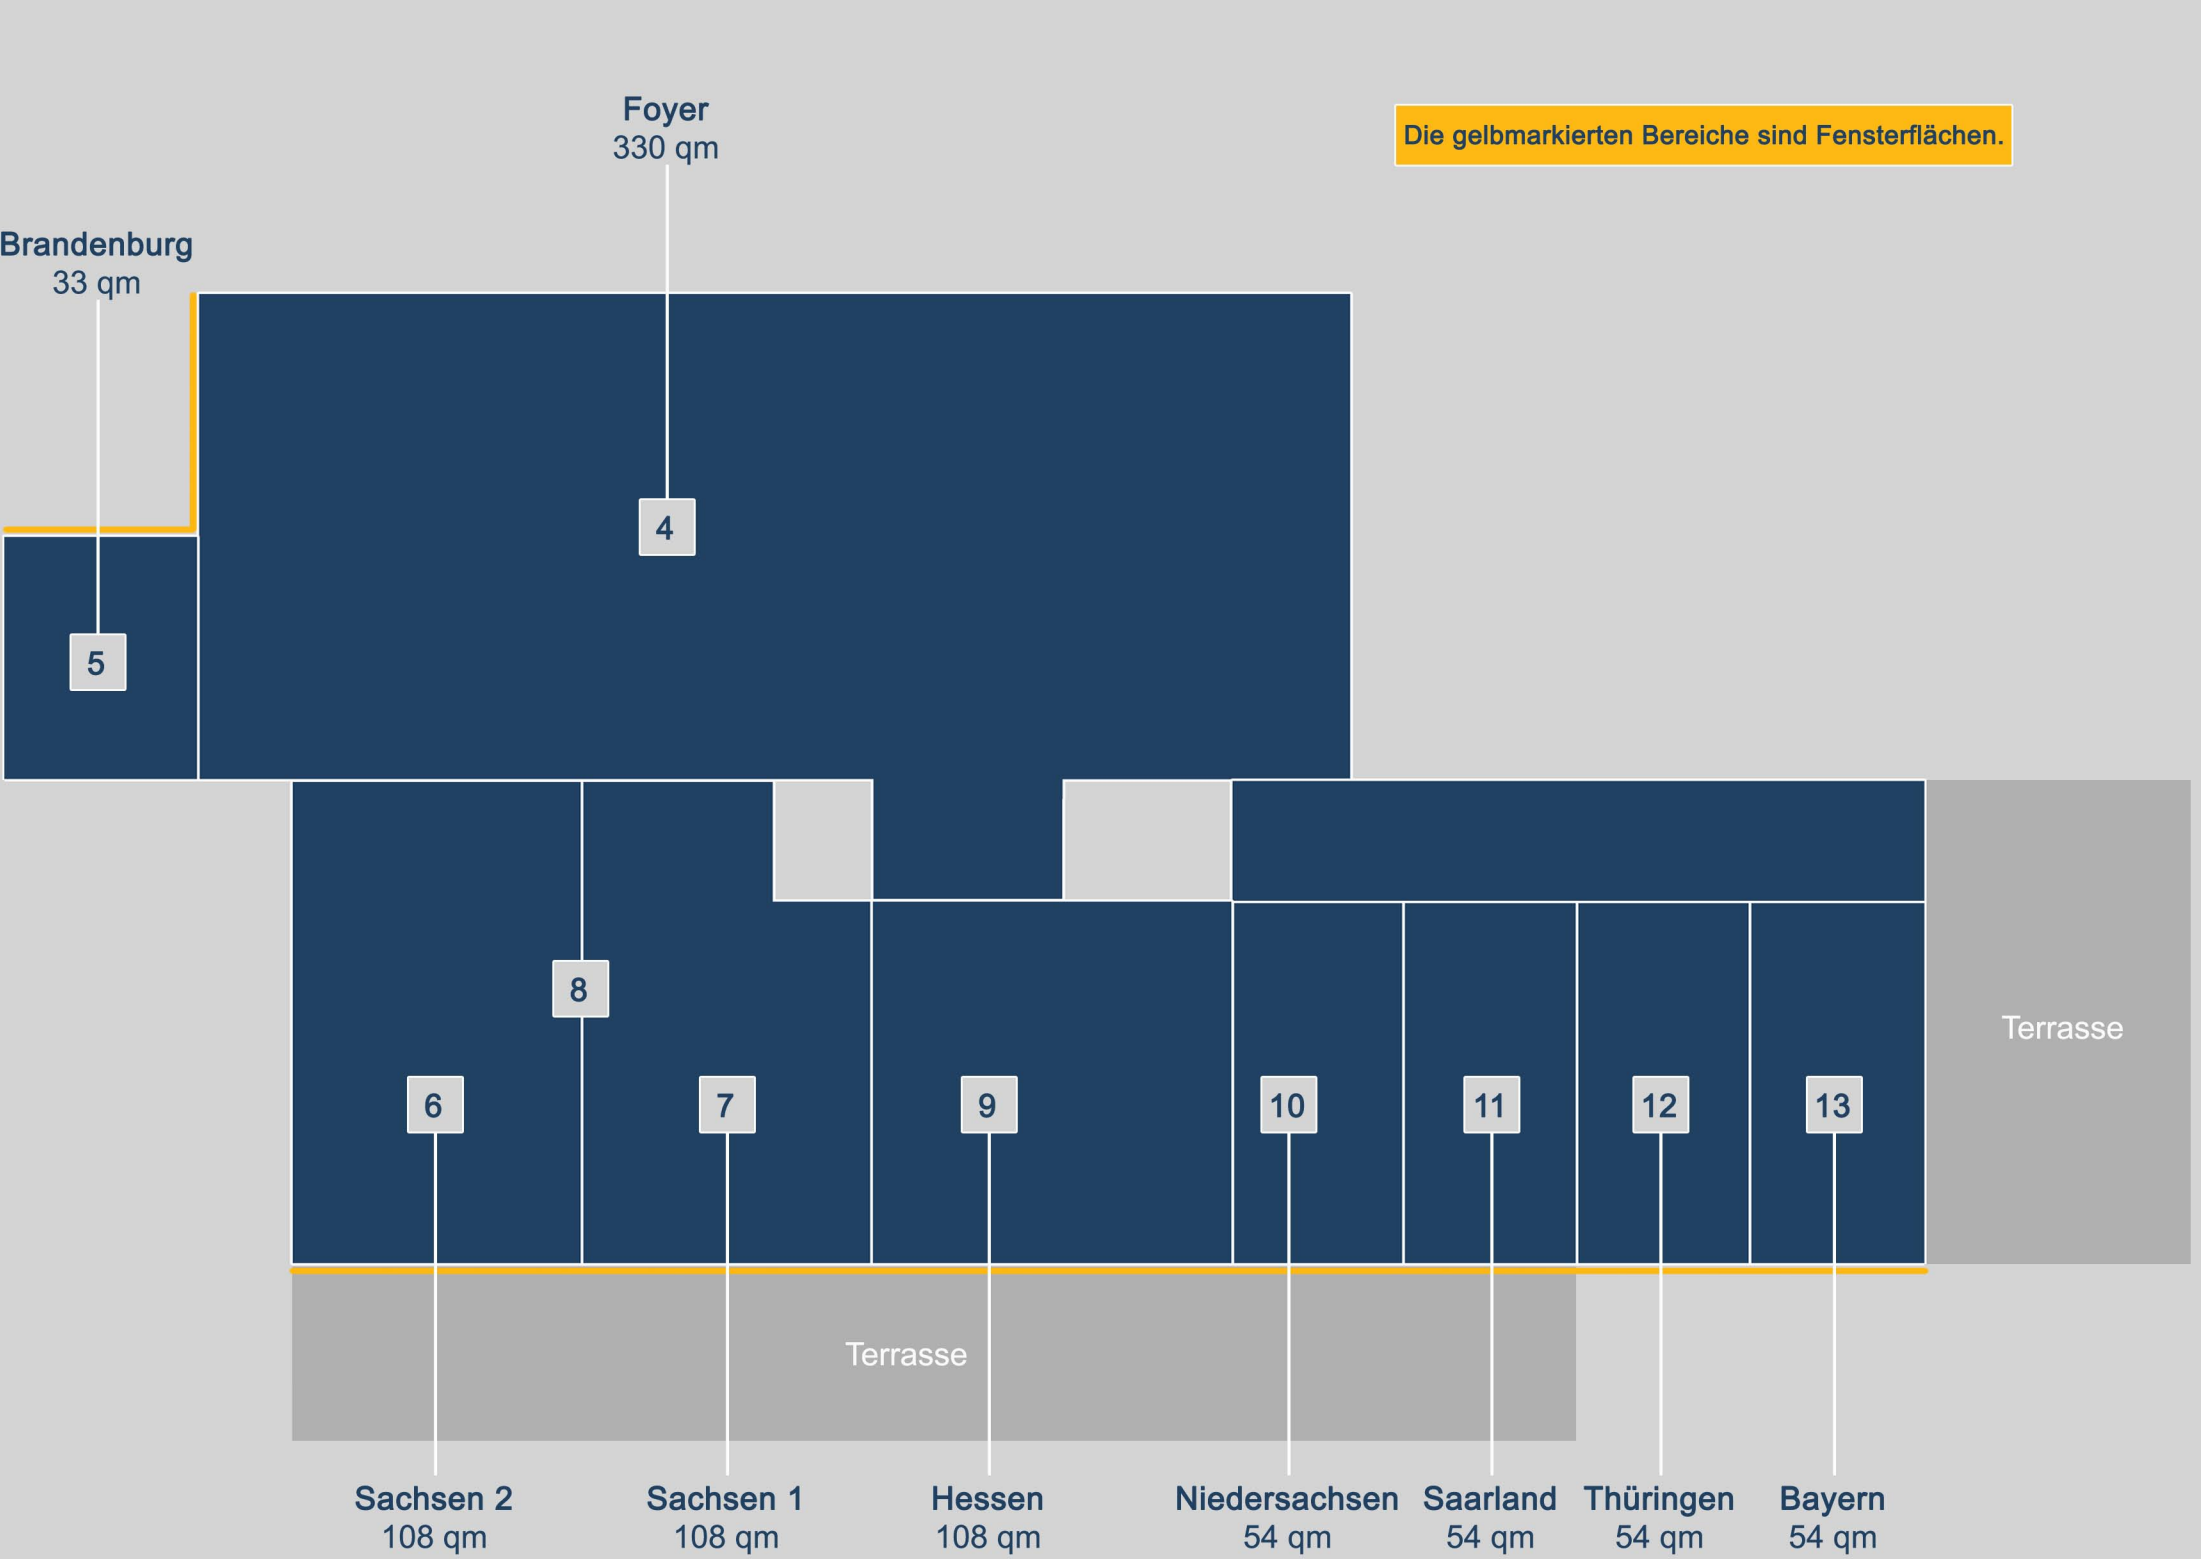 Foyer
330 qm
Die gelbmarkierten Bereiche sind Fensterflächen.
Brandenburg
33 qm
4
5
8
6
7
9
10
11
12
13
Terrasse
Terrasse
Sachsen 2
108 qm
Sachsen 1
108 qm
Hessen
108 qm
Niedersachsen
54 qm
Saarland
54 qm
Thüringen
54 qm
Bayern
54 qm